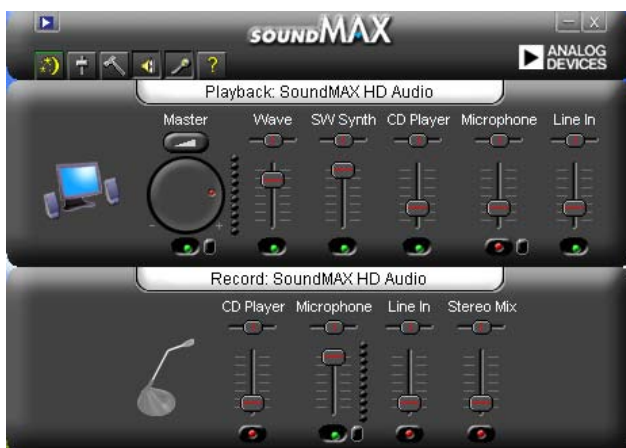 soundMAX
ANALOG
DEVICES
?
Playback: SoundMAX HD Audio
Master Wave SW Synth CD Player Microphone Line In
- +
Record: SoundMAX HD Audio
CD Player Microphone Line In Stereo Mix